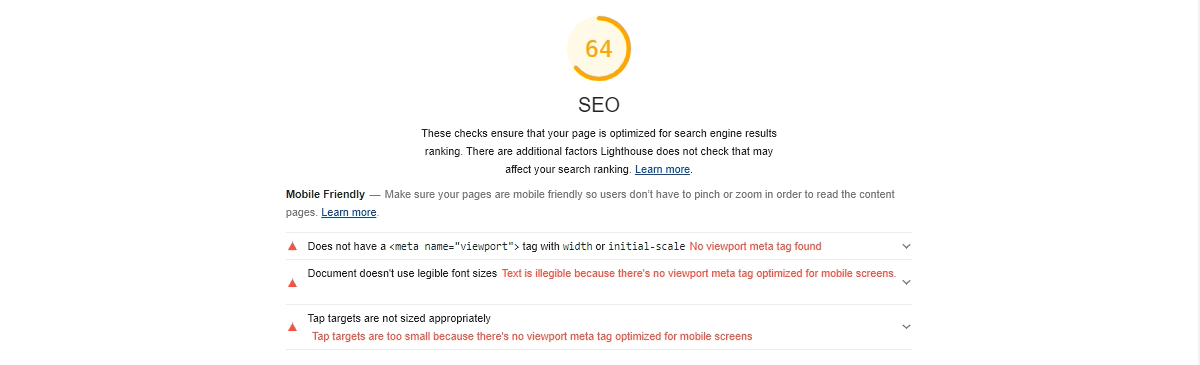 64
SEO
These checks ensure that your page is optimized for search engine results
ranking. There are additional factors Lighthouse does not check that may
affect your search ranking. Learn more.
Mobile Friendly — Make sure your pages are mobile friendly so users don’t have to pinch or zoom in order to read the content
pages. Learn more.
Does not have a <meta name="viewport"> tag with width or initial-scale No viewport meta tag found
Document doesn't use legible font sizes Text is illegible because there's no viewport meta tag optimized for mobile screens.
Tap targets are not sized appropriately
Tap targets are too small because there's no viewport meta tag optimized for mobile screens